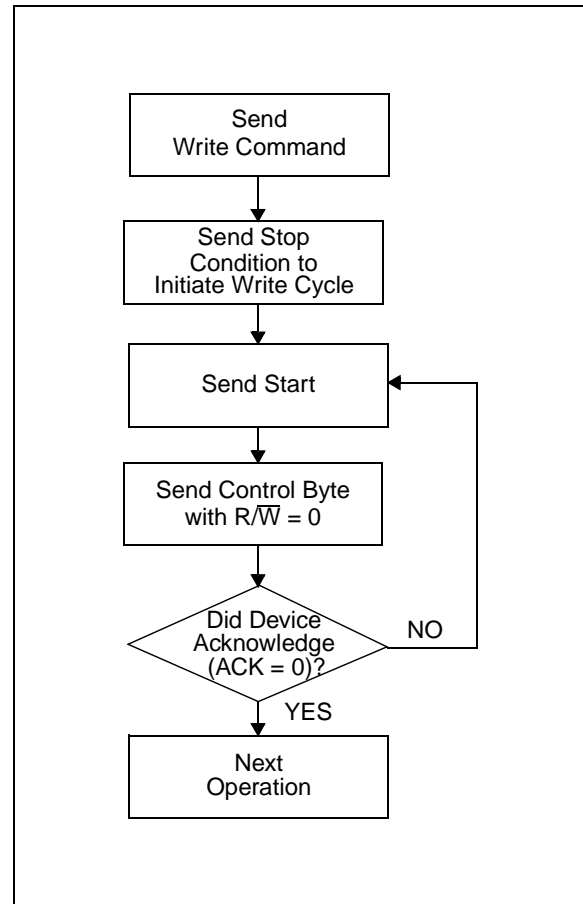 Send
Write Command
Send Stop
Condition to
Initiate Write Cycle
Send Start
Send Control Byte
with R/W̅ = 0
Did Device
Acknowledge
(ACK = 0)?
NO
YES
Next
Operation